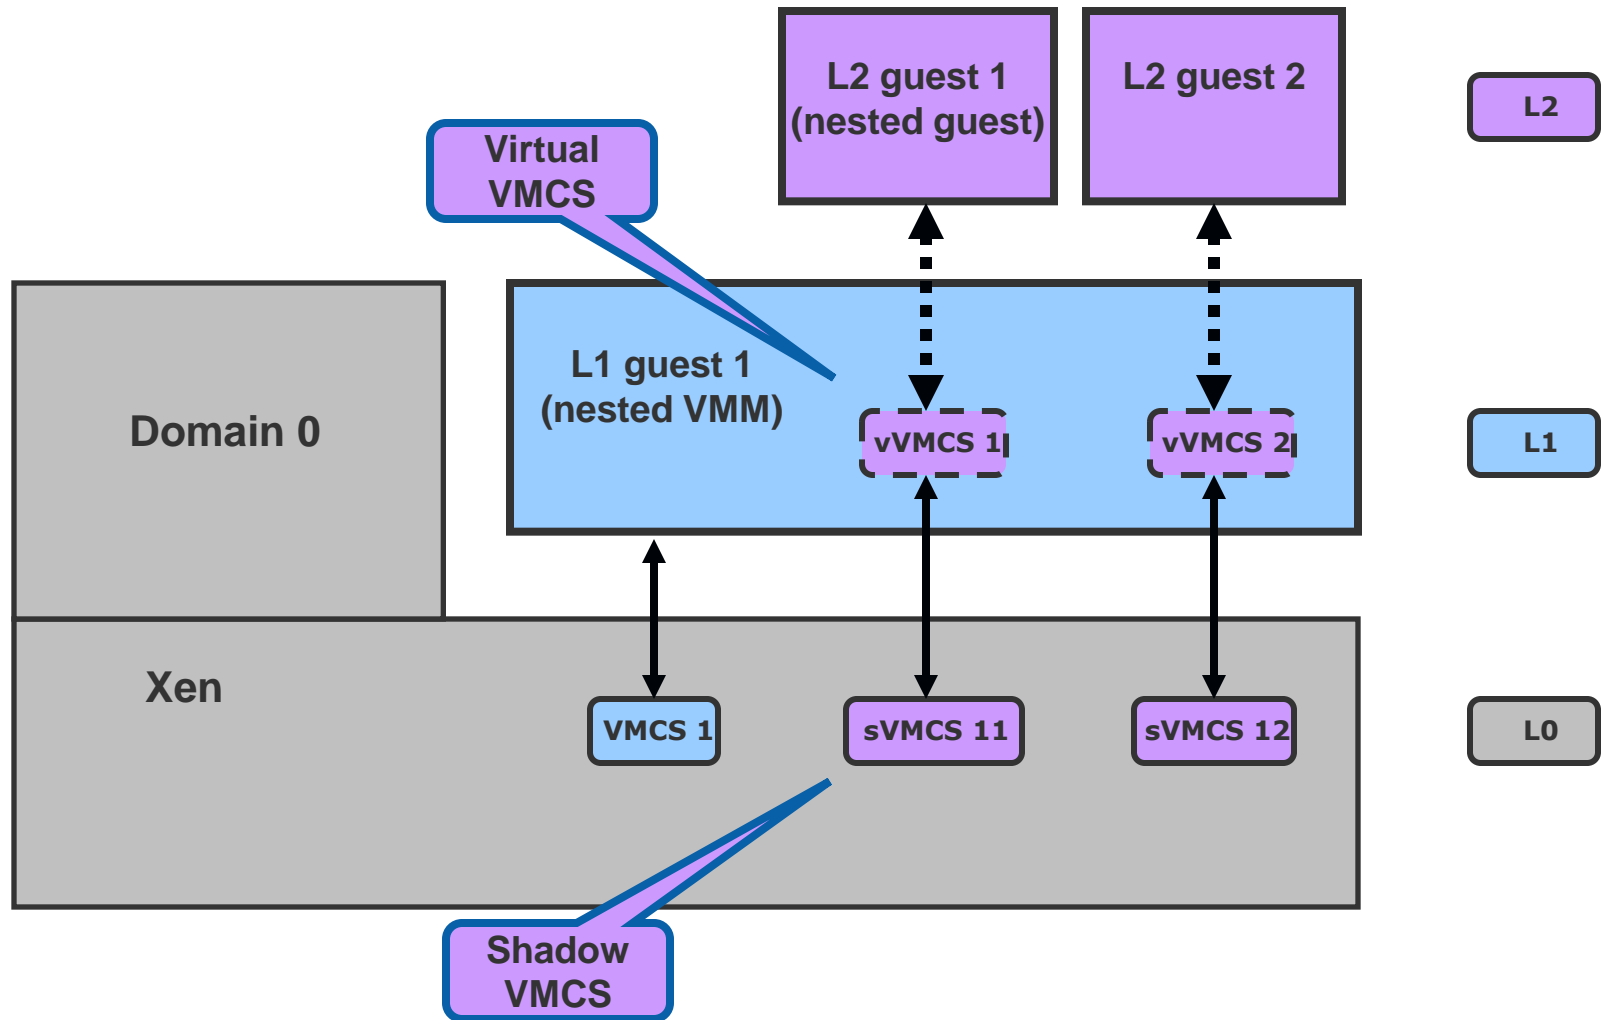 L2 guest 1
(nested guest)
L2 guest 2
L2
Virtual
VMCS
Domain 0
L1 guest 1
(nested VMM)
vVMCS 1
vVMCS 2
L1
Xen
VMCS 1
sVMCS 11
sVMCS 12
L0
Shadow
VMCS